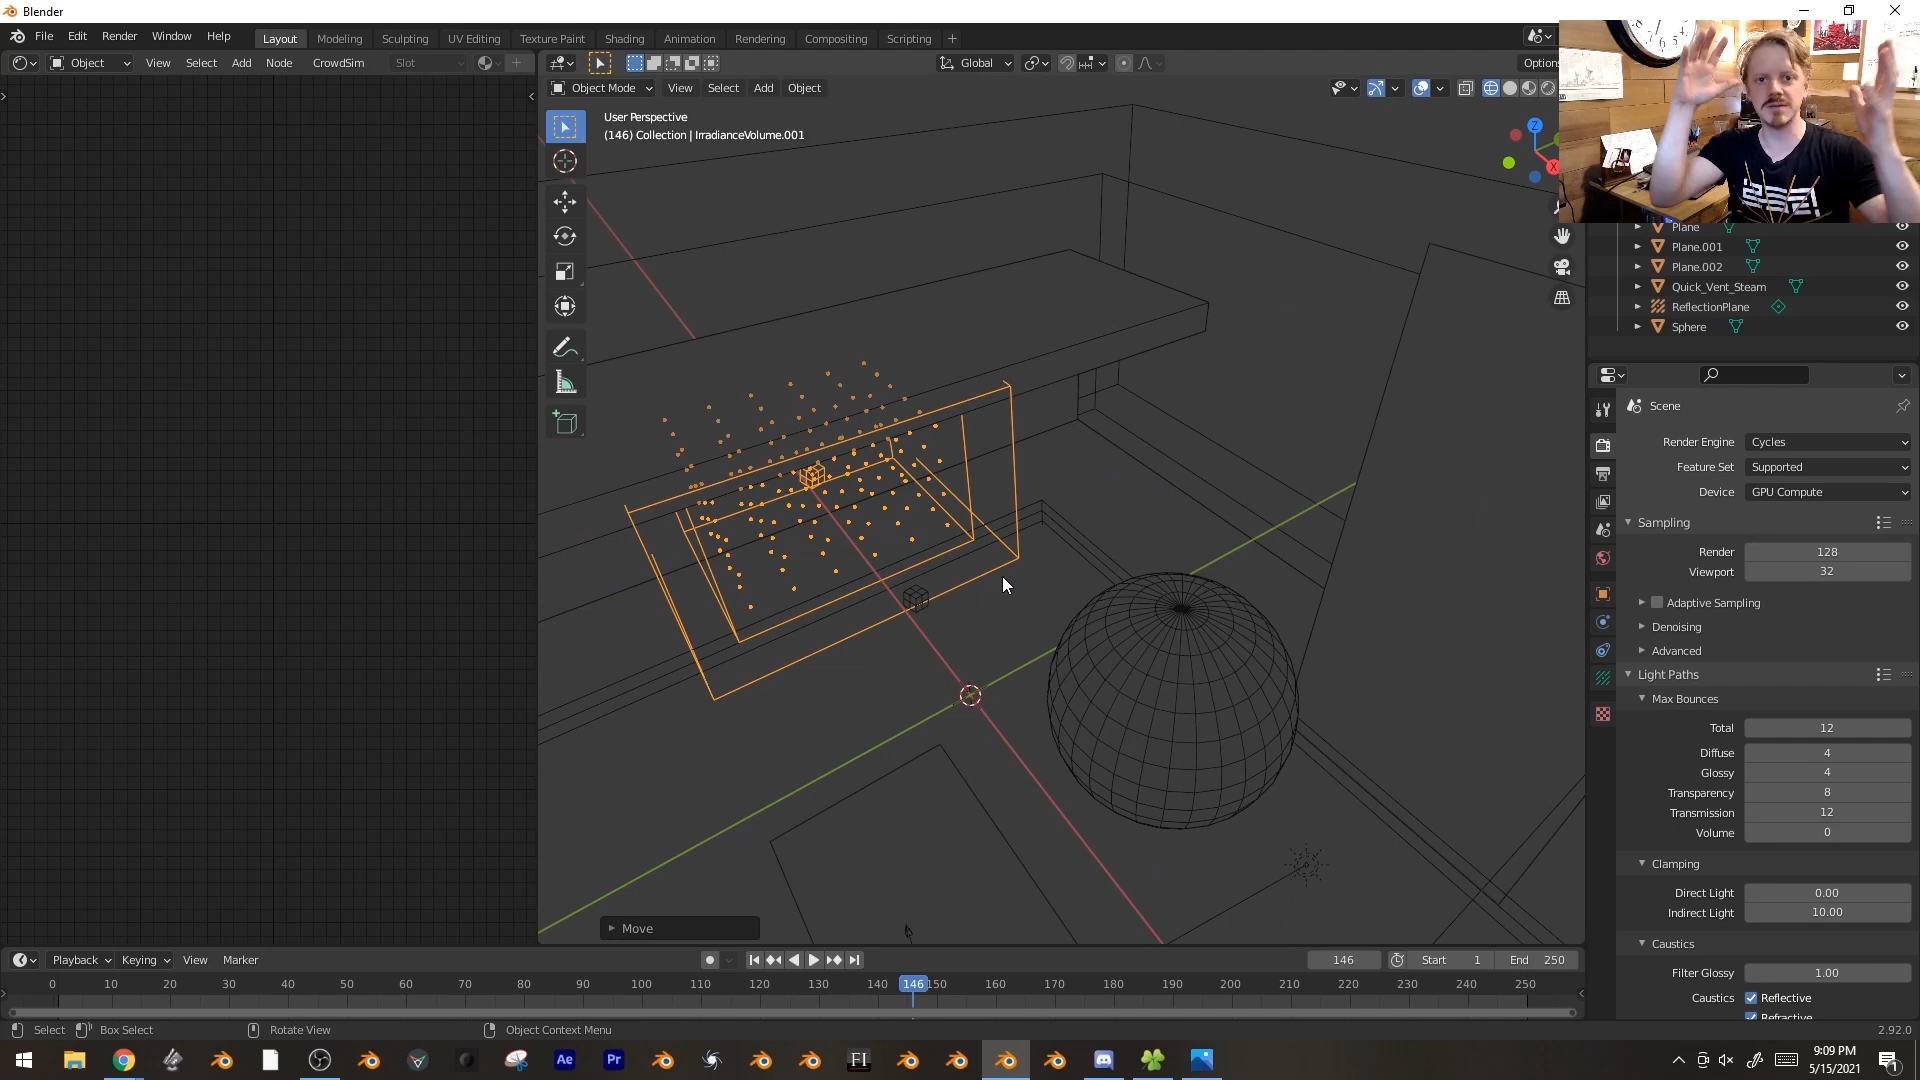 Blender
File Edit Render Window Help
Layout Modeling Sculpting UV Editing Texture Paint Shading Animation Rendering Compositing Scripting
Object View Select Add Node CrowdSim Slot
Global Options
Object Mode View Select Add Object
User Perspective
(146) Collection | IrradianceVolume.001
Z
X
Plane
Plane.001
Plane.002
Quick_Vent_Steam
ReflectionPlane
Sphere
Scene
Render Engine Cycles
Feature Set Supported
Device GPU Compute
Sampling
Render 128
Viewport 32
Adaptive Sampling
Denoising
Advanced
Light Paths
Max Bounces
Total 12
Diffuse 4
Glossy 4
Transparency 8
Transmission 12
Volume 0
Clamping
Direct Light 0.00
Indirect Light 10.00
Caustics
Filter Glossy 1.00
Caustics Reflective
Refractive
Move
Playback Keying View Marker
146 Start 1 End 250
0 10 20 30 40 50 60 70 80 90 100 110 120 130 140 146 150 160 170 180 190 200 210 220 230 240 250
Select Box Select Rotate View Object Context Menu 2.92.0
Ae Pr FI
9:09 PM
5/15/2021
1